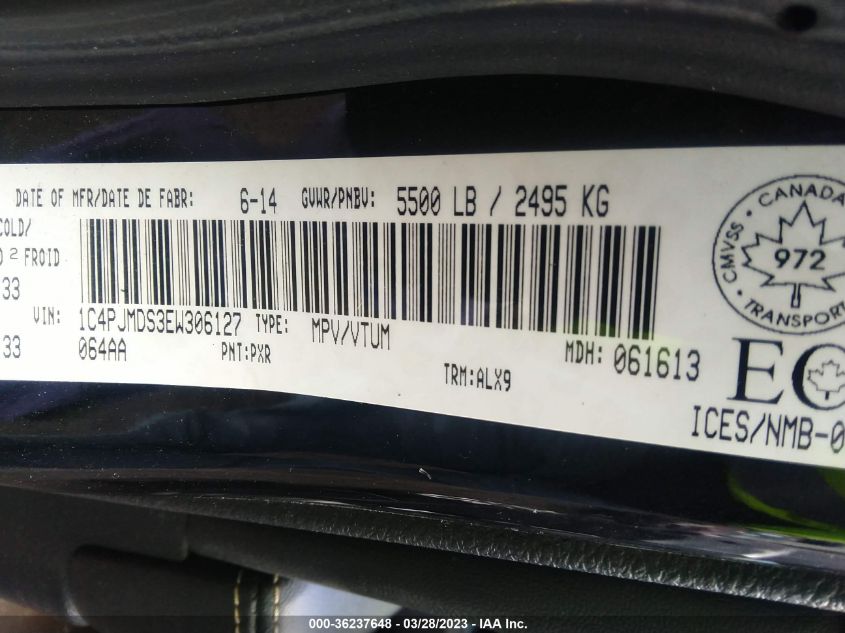 DATE OF MFR/DATE DE FABR: 6-14 GVWR/PNBV: 5500 LB / 2495 KG
COLD/
2 FROID
33
VIN: 1C4PJMDS3EW306127 TYPE: MPV/VTUM MDH: 061613
33 064AA PNT:PXR TRM:ALX9
CANADA
CMVSS
972
TRANSPORT
EC
ICES/NMB-0
000-36237648 - 03/28/2023 - IAA Inc.